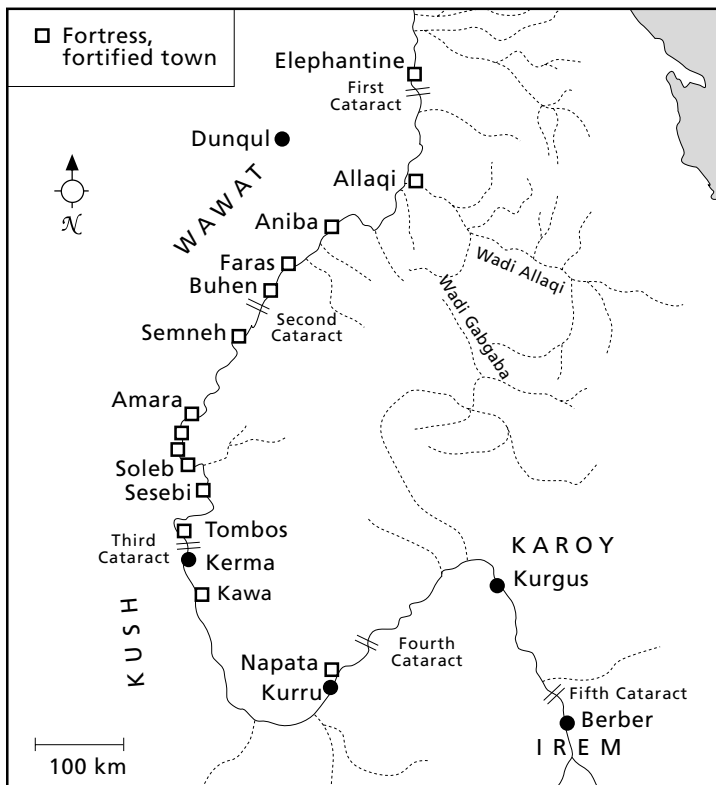 Fortress,
fortified town
Elephantine
First
Cataract
Dunqul
Allaqi
WAWAT
Aniba
Wadi Allaqi
Faras
Buhen
Wadi Gabgaba
Second
Cataract
Semneh
N
Amara
Soleb
Sesebi
Tombos
Third
Cataract
Kerma
KAROY
Kurgus
Kawa
KUSH
Fourth
Cataract
Napata
Kurru
Fifth Cataract
Berber
IREM
100 km